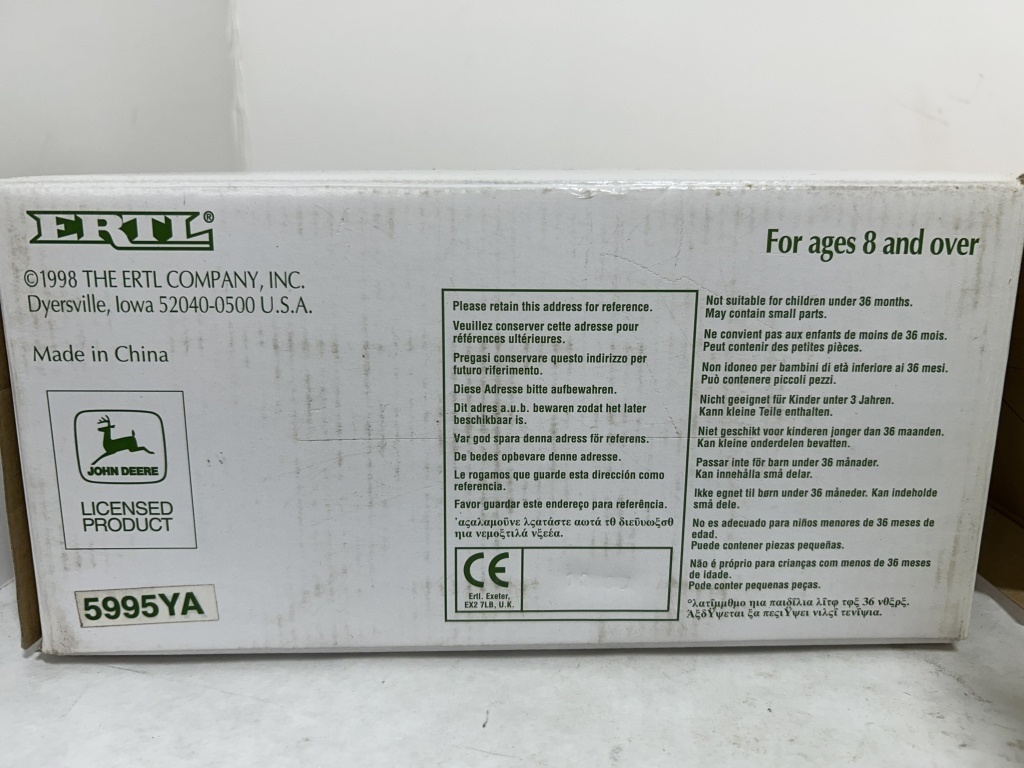 ERTL®
©1998 THE ERTL COMPANY, INC.
Dyersville, Iowa 52040-0500 U.S.A.
Made in China
JOHN DEERE
LICENSED
PRODUCT
5995YA
For ages 8 and over
Please retain this address for reference.
Veuillez conserver cette adresse pour
références ultérieures.
Pregasi conservare questo indirizzo per
futuro riferimento.
Diese Adresse bitte aufbewahren.
Dit adres a.u.b. bewaren zodat het later
beschikbaar is.
Var god spara denna adress för referens.
De bedes opbevare denne adresse.
Le rogamos que guarde esta dirección como
referencia.
Favor guardar este endereço para referência.
CE
Ertl. Exeter,
EX2 7LB, U.K.
Not suitable for children under 36 months.
May contain small parts.
Ne convient pas aux enfants de moins de 36 mois.
Peut contenir des petites pièces.
Non idoneo per bambini di età inferiore ai 36 mesi.
Può contenere piccoli pezzi.
Nicht geeignet für Kinder unter 3 Jahren.
Kann kleine Teile enthalten.
Niet geschikt voor kinderen jonger dan 36 maanden.
Kan kleine onderdelen bevatten.
Passar inte för barn under 36 månader.
Kan innehålla små delar.
Ikke egnet til børn under 36 måneder. Kan indeholde
små dele.
No es adecuado para niños menores de 36 meses de
edad.
Puede contener piezas pequeñas.
Não é próprio para crianças com menos de 36 meses
de idade.
Pode conter pequenas peças.